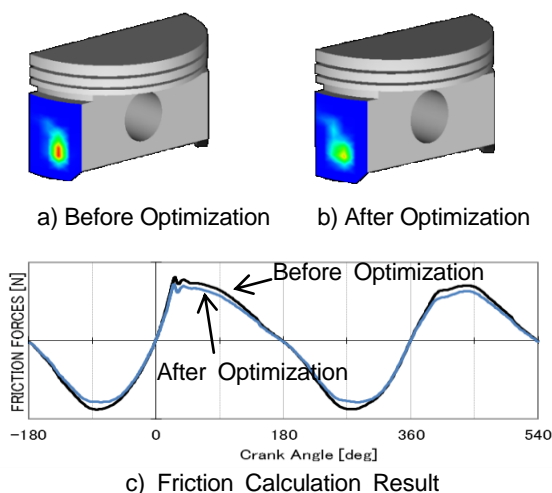 a) Before Optimization
b) After Optimization
FRICTION FORCES [N]
Before Optimization
After Optimization
-180
0
180
360
540
Crank Angle [deg]
c) Friction Calculation Result